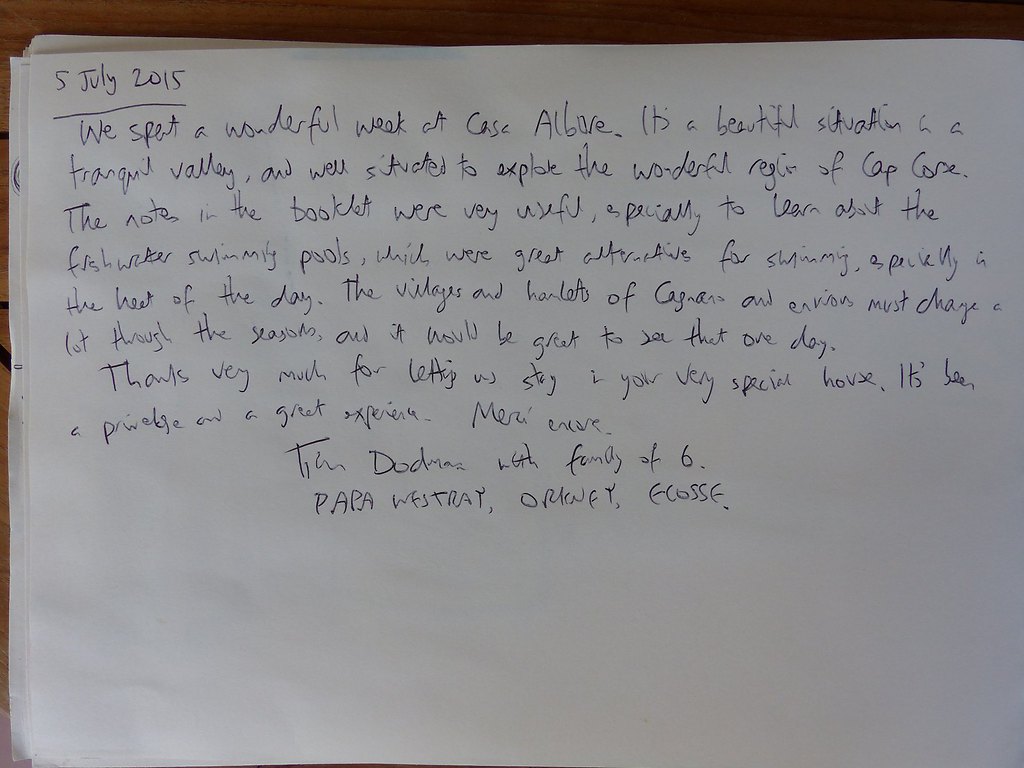 5 July 2015
We spent a wonderful week at Casa Albore. It's a beautiful situation in a
tranquil valley, and well situated to explore the wonderful region of Cap Corse.
The notes in the booklet were very useful, especially to learn about the
freshwater swimming pools, which were great alternatives for swimming, especially in
the heat of the day. The villages and hamlets of Cagnano and environs must change a
lot through the seasons, and it would be great to see that one day.
Thanks very much for letting us stay in your very special house. It's been
a privilege and a great experience. Merci encore.
Tim Dodman with family of 6.
PAPA WESTRAY, ORKNEY, ECOSSE.